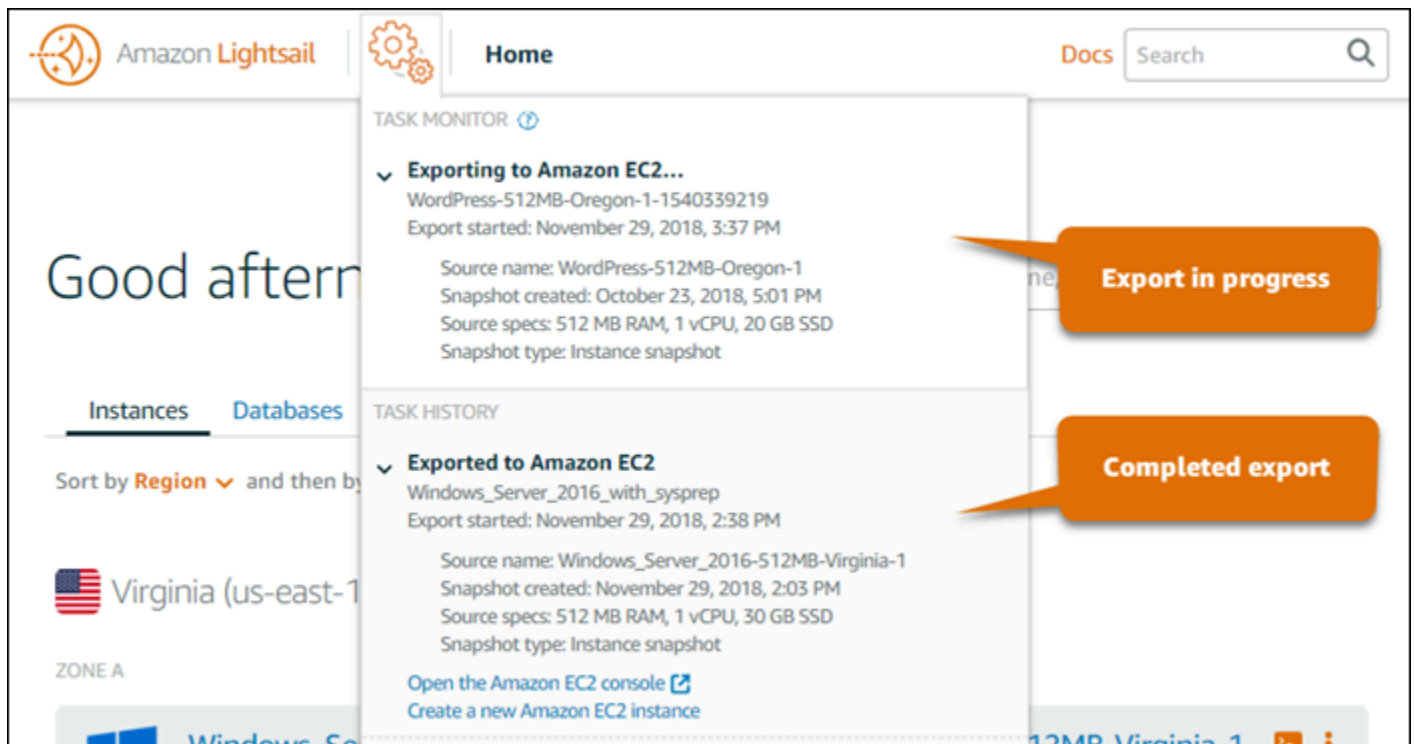 Amazon Lightsail
Home
Docs
Search
TASK MONITOR ?
Exporting to Amazon EC2...
WordPress-512MB-Oregon-1-1540339219
Export started: November 29, 2018, 3:37 PM
Source name: WordPress-512MB-Oregon-1
Snapshot created: October 23, 2018, 5:01 PM
Source specs: 512 MB RAM, 1 vCPU, 20 GB SSD
Snapshot type: Instance snapshot
Export in progress
Good aftern
Instances
Databases
TASK HISTORY
Exported to Amazon EC2
Windows_Server_2016_with_sysprep
Export started: November 29, 2018, 2:38 PM
Source name: Windows_Server_2016-512MB-Virginia-1
Snapshot created: November 29, 2018, 2:03 PM
Source specs: 512 MB RAM, 1 vCPU, 30 GB SSD
Snapshot type: Instance snapshot
Open the Amazon EC2 console
Create a new Amazon EC2 instance
Completed export
Sort by Region and then by
Virginia (us-east-1
ZONE A
Windows_Se
12MB-Virginia-1